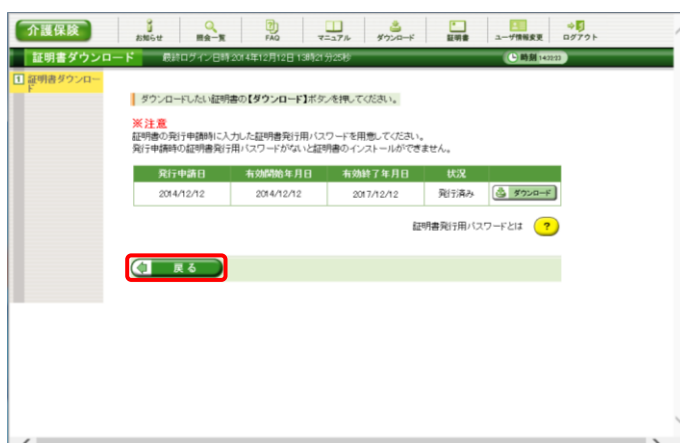 介護保険
お知らせ
照会一覧
FAQ
マニュアル
ダウンロード
証明書
ユーザ情報変更
ログアウト
証明書ダウンロード
最終ログイン日時:2014年12月12日 13時21分25秒
時刻
1 証明書ダウンロー
ド
ダウンロードしたい証明書の【ダウンロード】ボタンを押してください。
※注意
証明書の発行申請時に入力した証明書発行用パスワードを用意してください。
発行申請時の証明書発行用パスワードがないと証明書のインストールができません。
発行申請日 有効開始年月日 有効終了年月日 状況
2014/12/12 2014/12/12 2017/12/12 発行済み ダウンロード
証明書発行用パスワードとは ?
戻る